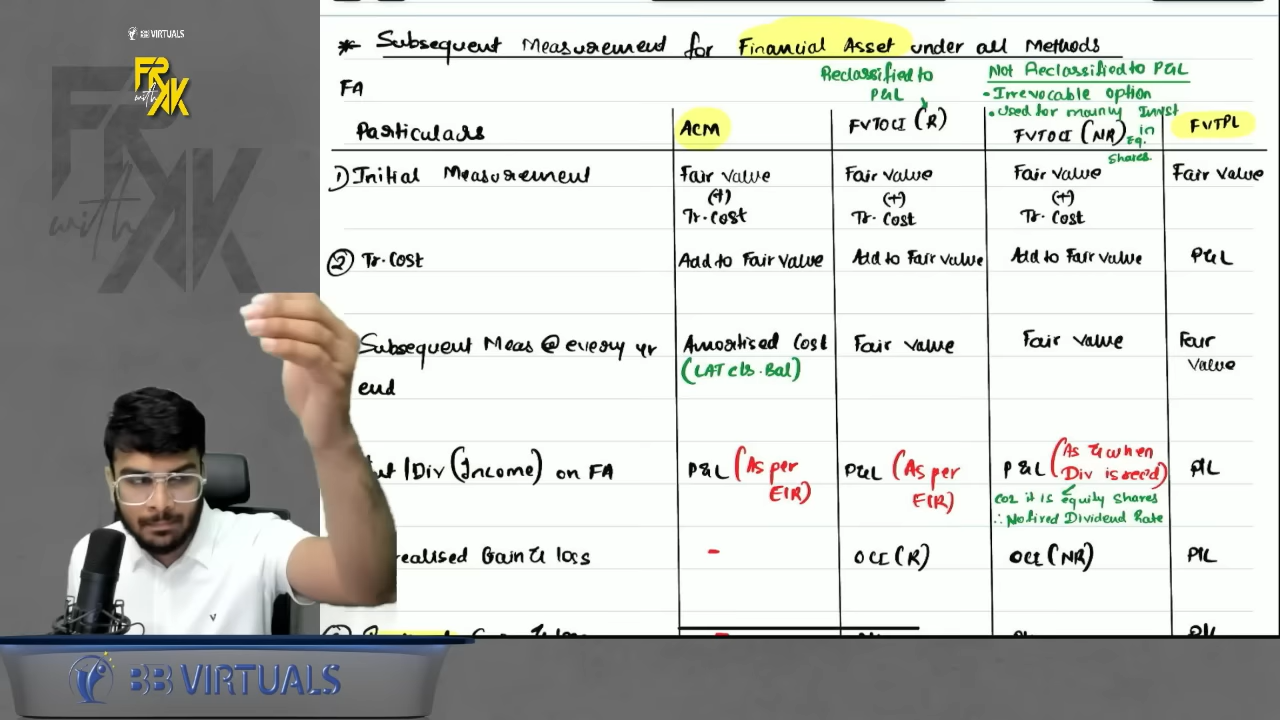 BB VIRTUALS
FR
with
AK
FR
with
AK
* Subsequent Measurement for Financial Asset under all Methods
FA
Reclassified to
P&L
Not Reclassified to P&L
• Irrevocable option
• Used for mainly Invst
in
Eq.
Shares
Particulars ACM FVTOCI (R) FVTOCI (NR) FVTPL
1) Initial Measurement Fair value Fair value Fair value Fair Value
(+) (+) (+)
Tr. Cost Tr. Cost Tr. Cost
2 Tr. Cost Add to Fair Value Add to Fair Value Add to Fair Value P&L
Subsequent Meas @ every yr Amortised Cost Fair Value Fair Value Fair
end (LAT cls. Bal) Value
/Div (Income) on FA P&L (As per P&L (As per P&L (As & when P/L
EIR) EIR) Div is recd)
coz it is equity shares
∴ No fixed Dividend Rate
realised Gain & loss - OCI (R) OCI (NR) P/L
BB VIRTUALS